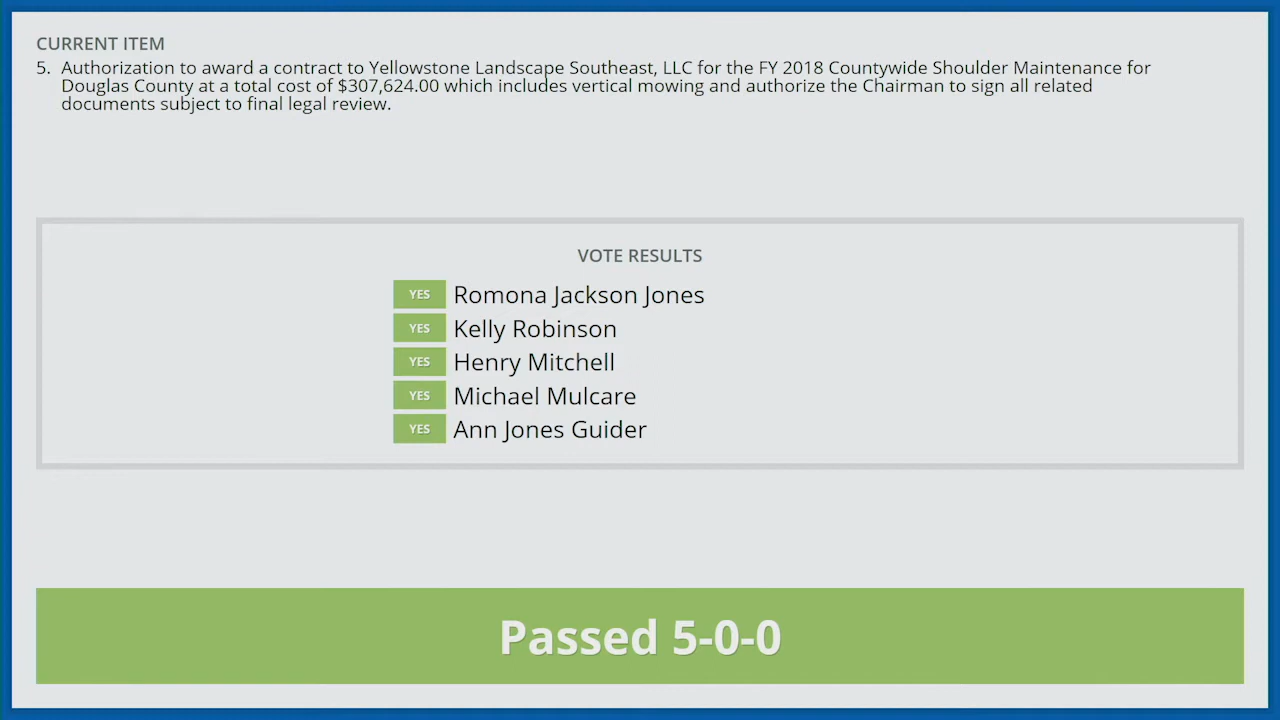 CURRENT ITEM
5. Authorization to award a contract to Yellowstone Landscape Southeast, LLC for the FY 2018 Countywide Shoulder Maintenance for
Douglas County at a total cost of $307,624.00 which includes vertical mowing and authorize the Chairman to sign all related
documents subject to final legal review.
VOTE RESULTS
YES Romona Jackson Jones
YES Kelly Robinson
YES Henry Mitchell
YES Michael Mulcare
YES Ann Jones Guider
Passed 5-0-0